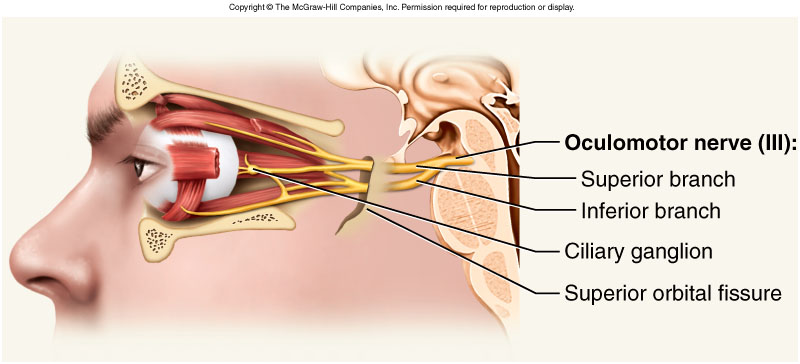 Copyright © The McGraw-Hill Companies, Inc. Permission required for reproduction or display.
Oculomotor nerve (III):
Superior branch
Inferior branch
Ciliary ganglion
Superior orbital fissure